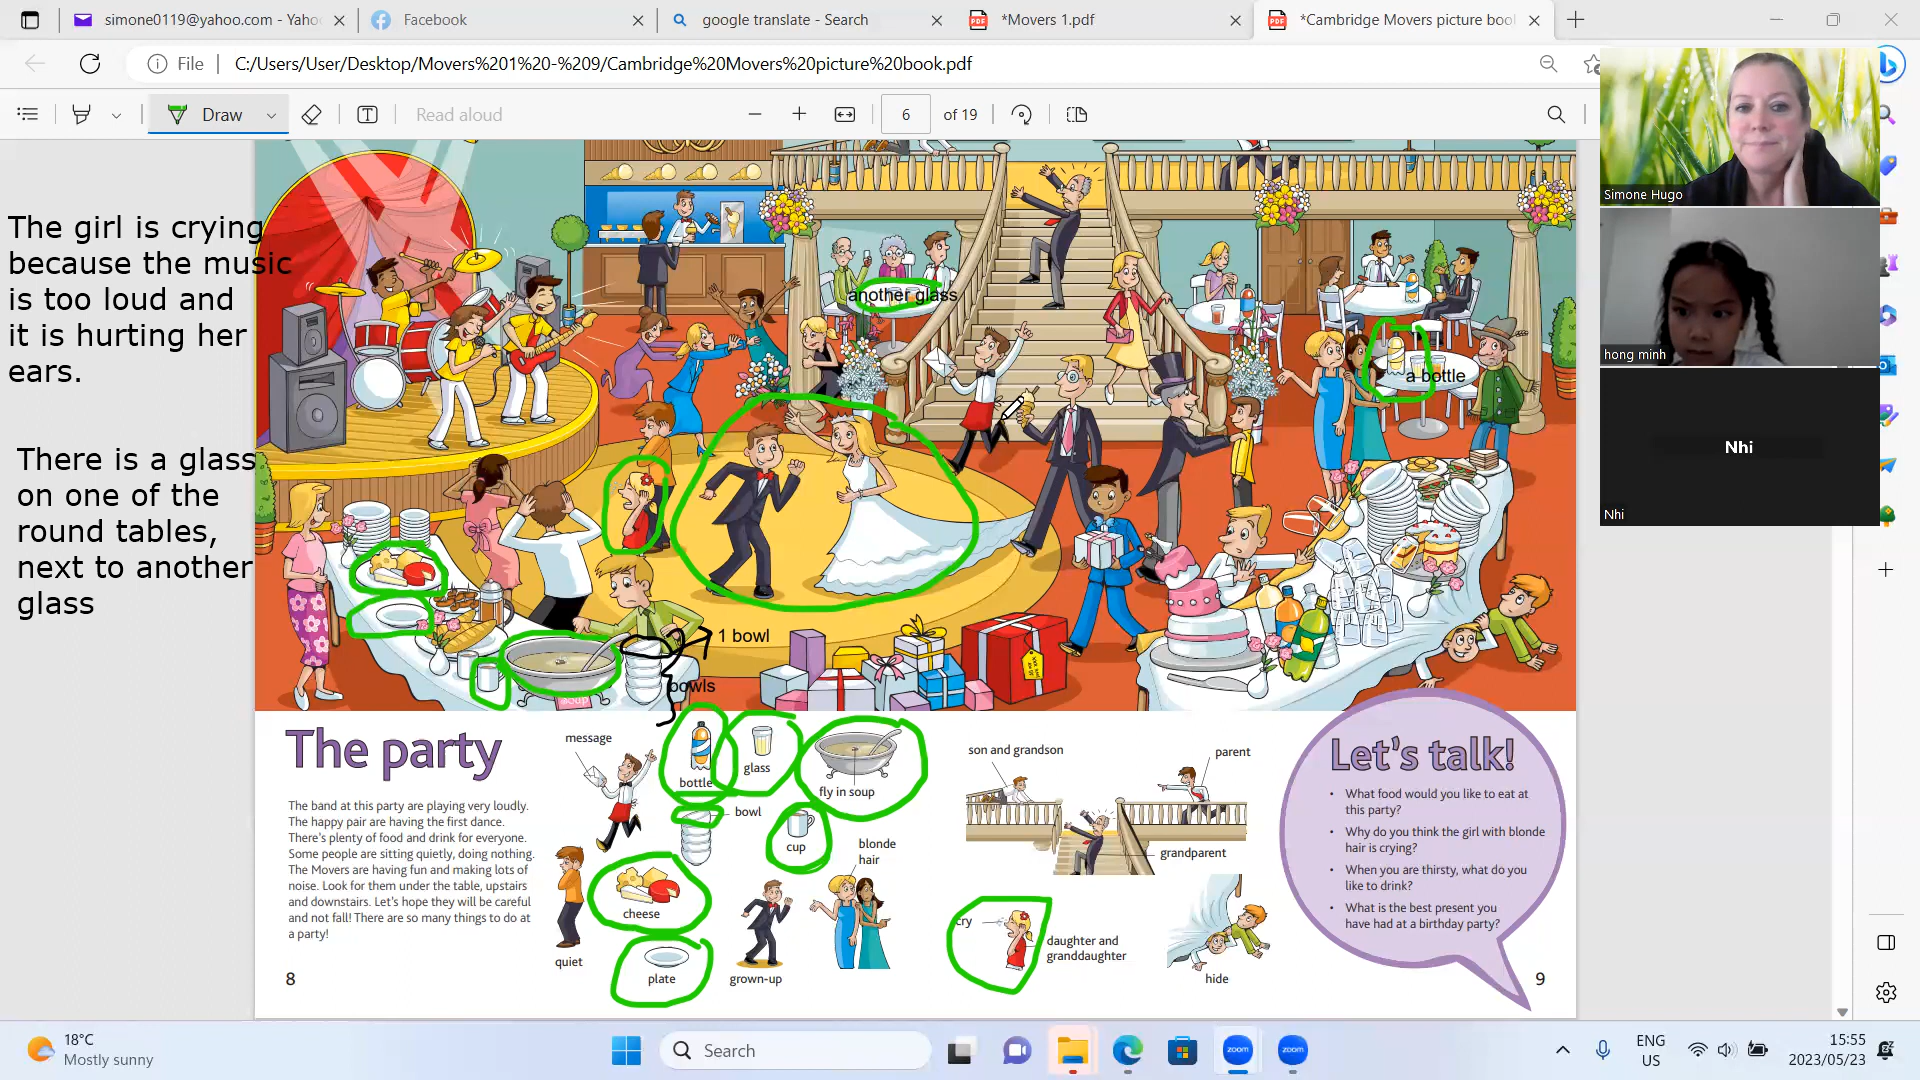 simone0119@yahoo.com - Yaho
Facebook
google translate - Search
*Movers 1.pdf
*Cambridge Movers picture boo
File
C:/Users/User/Desktop/Movers%201%20-%209/Cambridge%20Movers%20picture%20book.pdf
Draw
Read aloud
6
of 19
The girl is crying
because the music
is too loud and
it is hurting her
ears.
There is a glass
on one of the
round tables,
next to another
glass
another glass
a bottle
1 bowl
bowls
soup
The party
The band at this party are playing very loudly.
The happy pair are having the first dance.
There's plenty of food and drink for everyone.
Some people are sitting quietly, doing nothing.
The Movers are having fun and making lots of
noise. Look for them under the table, upstairs
and downstairs. Let's hope they will be careful
and not fall! There are so many things to do at
a party!
8
message
bottle
glass
fly in soup
bowl
cup
blonde
hair
cheese
quiet
plate
grown-up
son and grandson
parent
grandparent
cry
daughter and
granddaughter
hide
Let's talk!
• What food would you like to eat at
this party?
• Why do you think the girl with blonde
hair is crying?
• When you are thirsty, what do you
like to drink?
• What is the best present you
have had at a birthday party?
9
Simone Hugo
hong minh
Nhi
Nhi
18°C
Mostly sunny
Search
zoom
zoom
ENG
US
15:55
2023/05/23